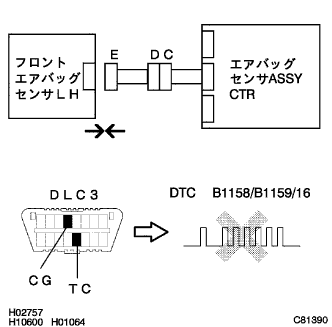 フロント
エアバッグ
センサLH
E
D C
エアバッグ
センサASSY
CTR
DLC3
DTC B1158/B1159/16
CG
TC
H02757
H10600 H01064
C81390